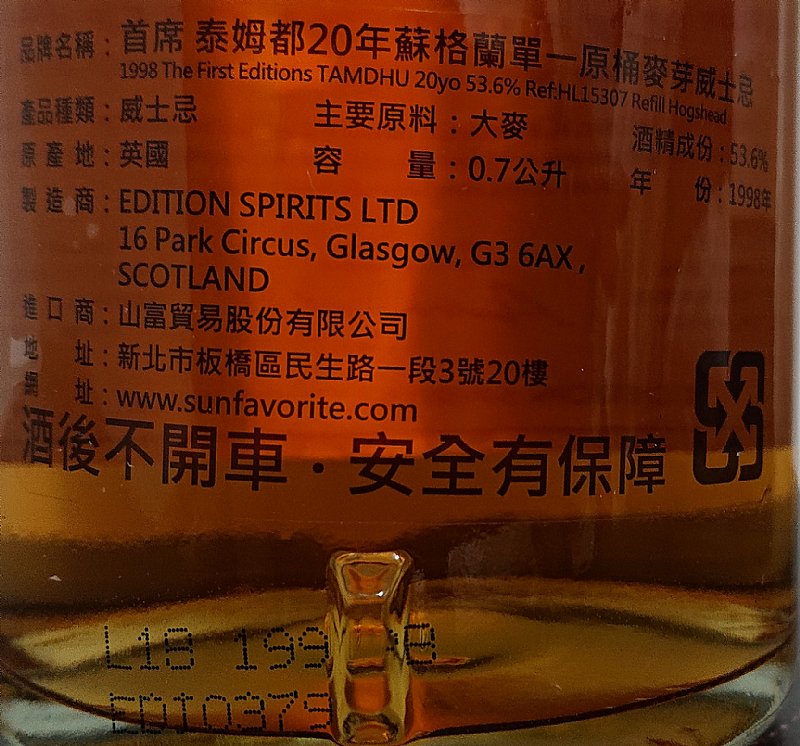 品牌名稱：首席 泰姆都20年蘇格蘭單一原桶麥芽威士忌
1998 The First Editions TAMDHU 20yo 53.6% Ref:HL15307 Refill Hogshead
產品種類：威士忌 主要原料：大麥 酒精成份：53.6%
原產地：英國 容量：0.7公升 年份：1998年
製造商：EDITION SPIRITS LTD
16 Park Circus, Glasgow, G3 6AX,
SCOTLAND
進口商：山富貿易股份有限公司
地址：新北市板橋區民生路一段3號20樓
網址：www.sunfavorite.com
酒後不開車・安全有保障
L18 199